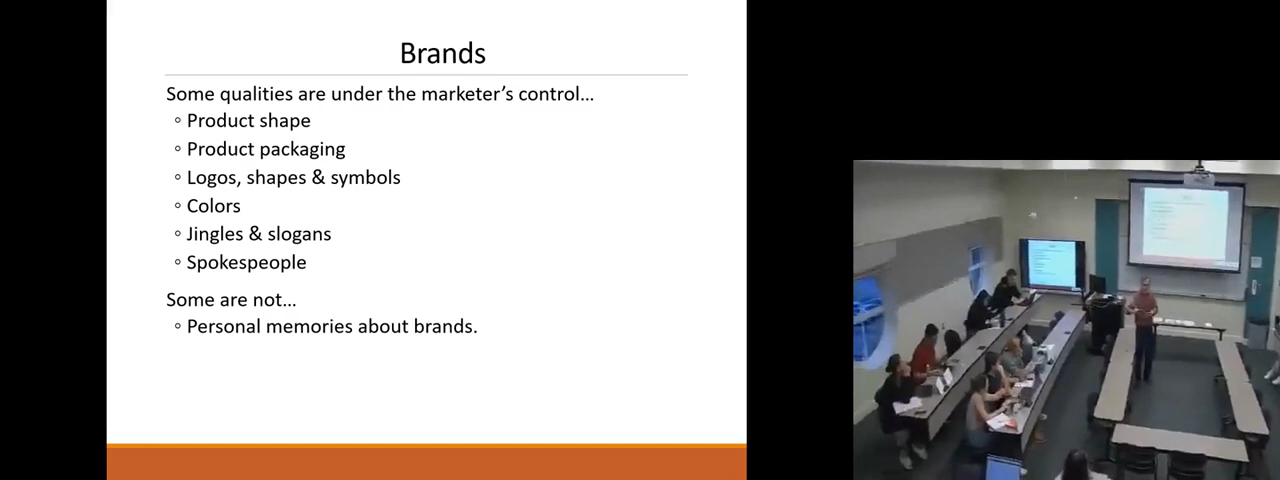 Brands
Some qualities are under the marketer's control...
◦ Product shape
◦ Product packaging
◦ Logos, shapes & symbols
◦ Colors
◦ Jingles & slogans
◦ Spokespeople
Some are not...
◦ Personal memories about brands.